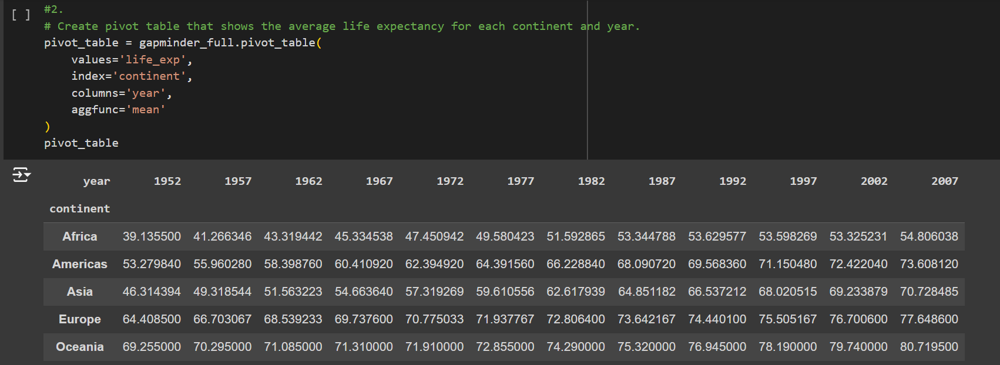 [ ]
#2.
# Create pivot table that shows the average life expectancy for each continent and year.
pivot_table = gapminder_full.pivot_table(
    values='life_exp',
    index='continent',
    columns='year',
    aggfunc='mean'
)
pivot_table
year 1952 1957 1962 1967 1972 1977 1982 1987 1992 1997 2002 2007
continent
Africa 39.135500 41.266346 43.319442 45.334538 47.450942 49.580423 51.592865 53.344788 53.629577 53.598269 53.325231 54.806038
Americas 53.279840 55.960280 58.398760 60.410920 62.394920 64.391560 66.228840 68.090720 69.568360 71.150480 72.422040 73.608120
Asia 46.314394 49.318544 51.563223 54.663640 57.319269 59.610556 62.617939 64.851182 66.537212 68.020515 69.233879 70.728485
Europe 64.408500 66.703067 68.539233 69.737600 70.775033 71.937767 72.806400 73.642167 74.440100 75.505167 76.700600 77.648600
Oceania 69.255000 70.295000 71.085000 71.310000 71.910000 72.855000 74.290000 75.320000 76.945000 78.190000 79.740000 80.719500